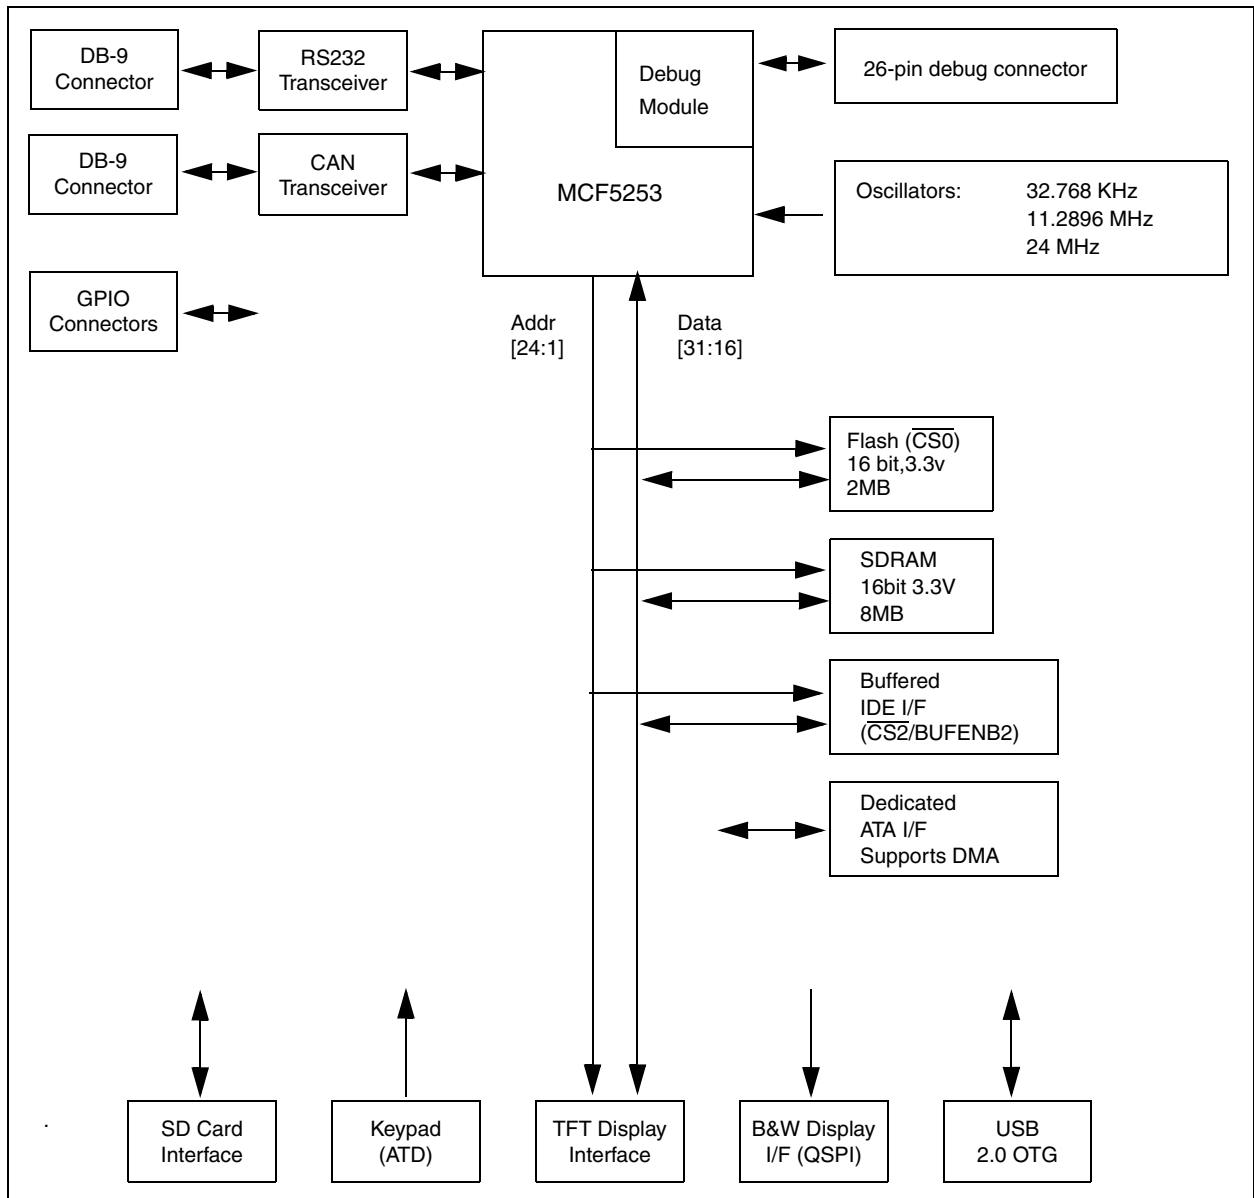 DB-9
Connector
RS232
Transceiver
Debug
Module
26-pin debug connector
DB-9
Connector
CAN
Transceiver
MCF5253
Oscillators: 32.768 KHz
11.2896 MHz
24 MHz
GPIO
Connectors
Addr
[24:1]
Data
[31:16]
Flash (C̅S̅0̅)
16 bit,3.3v
2MB
SDRAM
16bit 3.3V
8MB
Buffered
IDE I/F
(C̅S̅2̅/BUFENB2)
Dedicated
ATA I/F
Supports DMA
.
SD Card
Interface
Keypad
(ATD)
TFT Display
Interface
B&W Display
I/F (QSPI)
USB
2.0 OTG